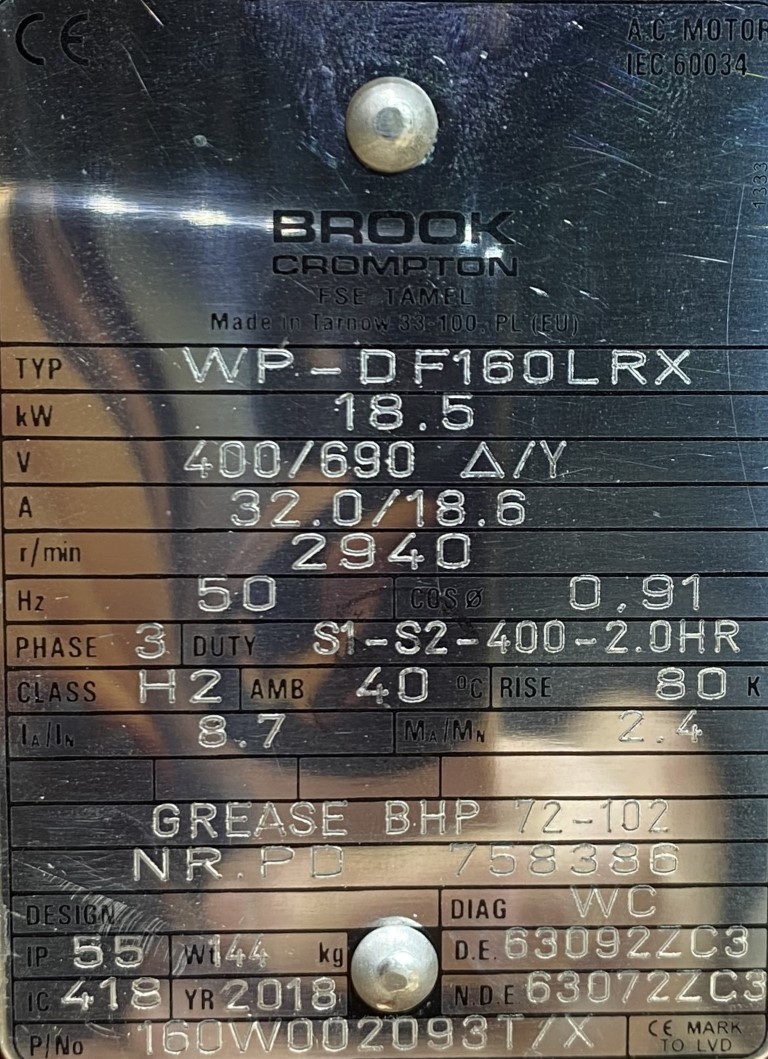 CE
A.C. MOTOR
IEC 60034
1333
BROOK
CROMPTON
FSE TAMEL
Made in Tarnow 33-100, PL (EU)
TYP WP-DF160LRX
kW 18.5
V 400/690 Δ/Y
A 32.0/18.6
r/min 2940
Hz 50 COS Ø 0.91
PHASE 3 DUTY S1-S2-400-2.0HR
CLASS H2 AMB 40 °C RISE 80 K
IA/IN 8.7 MA/MN 2.4
GREASE BHP 72-102
NR.PD 758386
DESIGN DIAG WC
IP 55 Wt 144 kg D.E. 63092ZC3
IC 418 YR 2018 N.D.E 63072ZC3
P/No 160W002093T/X CE MARK
TO LVD